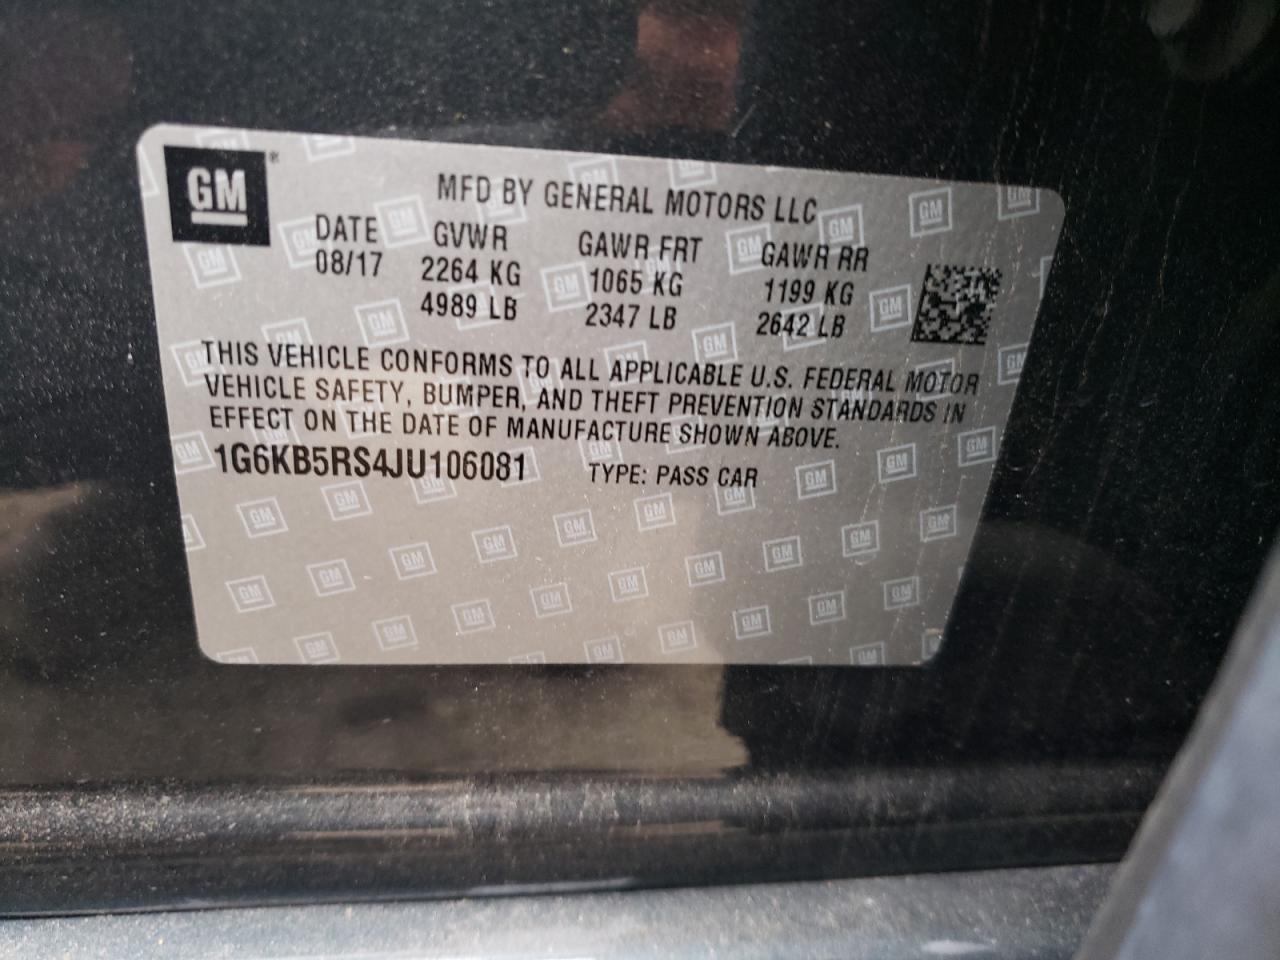 GM®
MFD BY GENERAL MOTORS LLC
DATE GVWR GAWR FRT GAWR RR
08/17 2264 KG 1065 KG 1199 KG
4989 LB 2347 LB 2642 LB
THIS VEHICLE CONFORMS TO ALL APPLICABLE U.S. FEDERAL MOTOR
VEHICLE SAFETY, BUMPER, AND THEFT PREVENTION STANDARDS IN
EFFECT ON THE DATE OF MANUFACTURE SHOWN ABOVE.
1G6KB5RS4JU106081 TYPE: PASS CAR